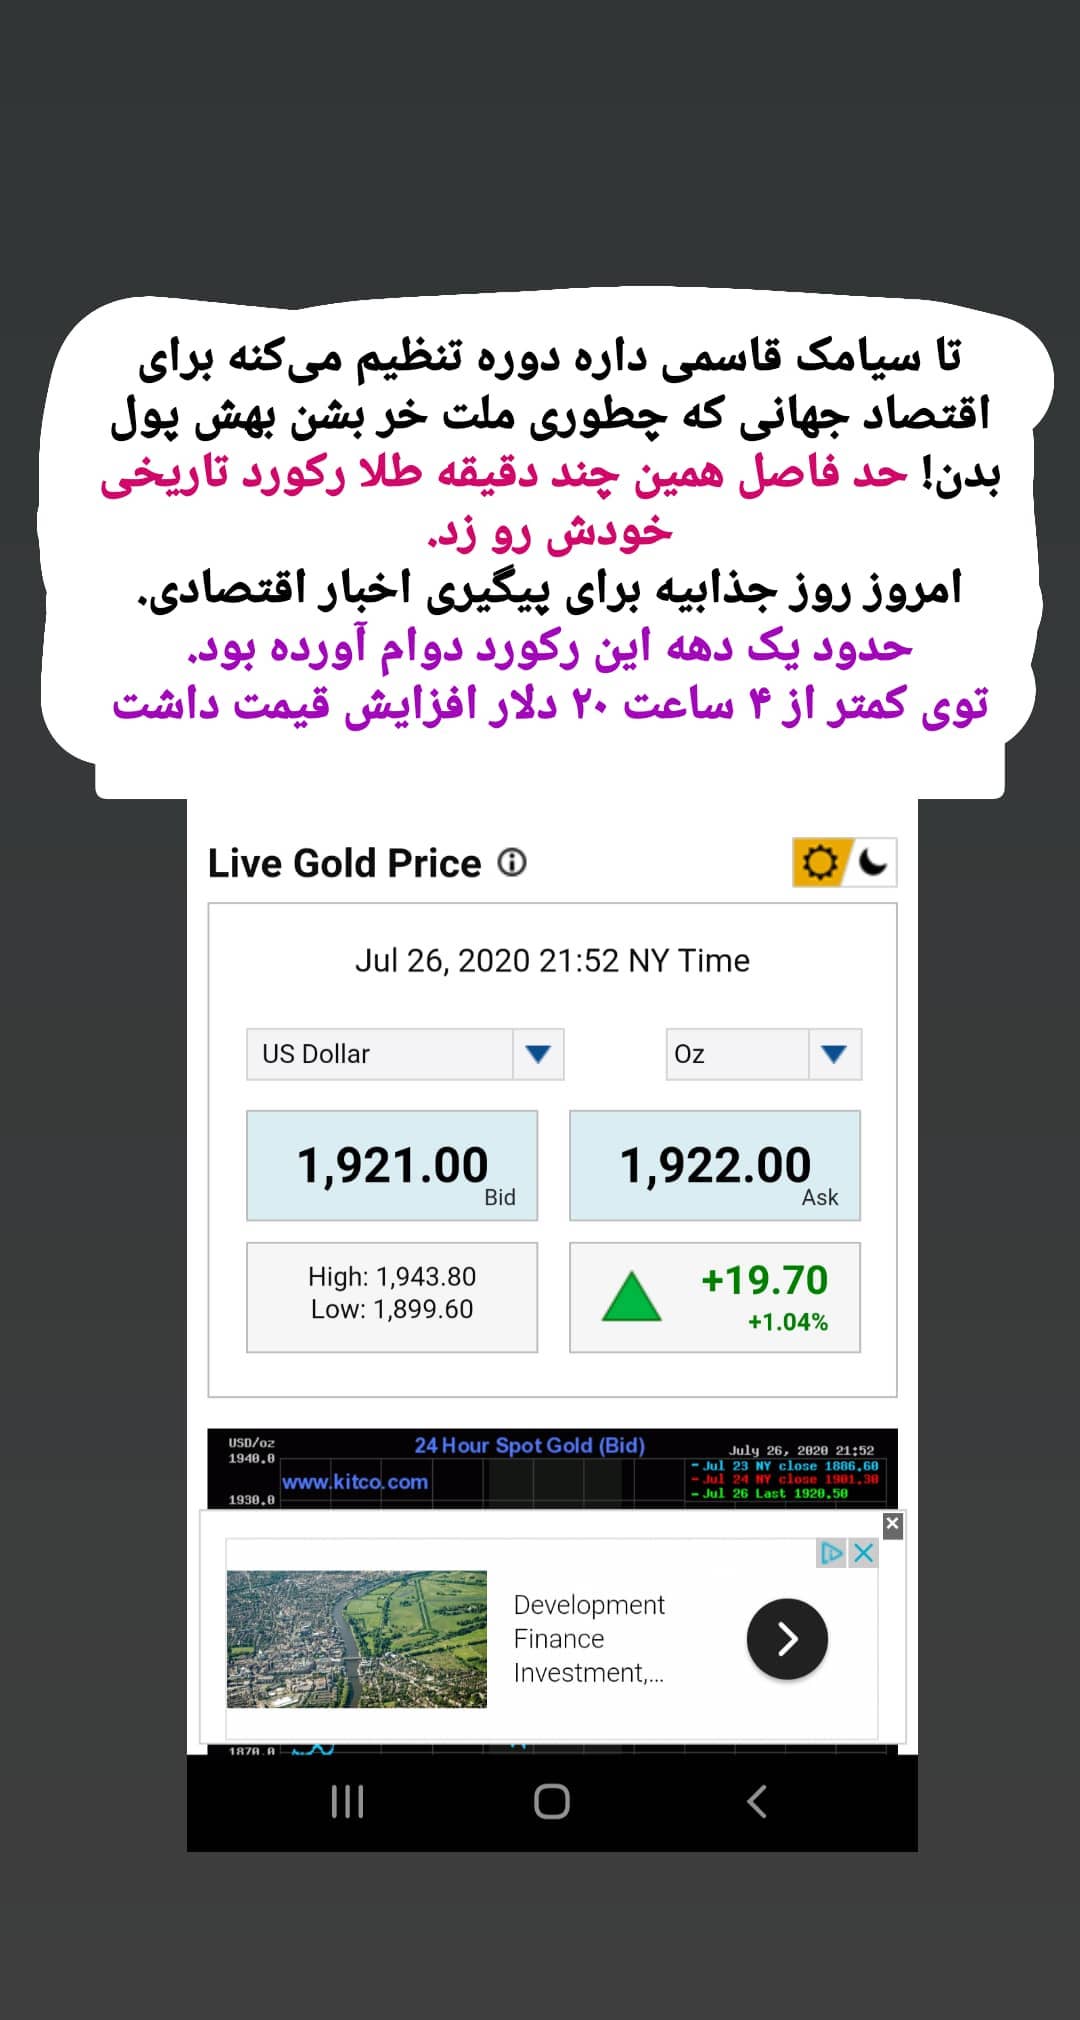 تا سیامک قاسمی داره دوره تنظیم می‌کنه برای
اقتصاد جهانی که چطوری ملت خر بشن بهش پول
بدن! حد فاصل همین چند دقیقه طلا رکورد تاریخی
خودش رو زد.
امروز روز جذابیه برای پیگیری اخبار اقتصادی.
حدود یک دهه این رکورد دوام آورده بود.
توی کمتر از ۴ ساعت ۲۰ دلار افزایش قیمت داشت
Live Gold Price
Jul 26, 2020 21:52 NY Time
US Dollar
Oz
1,921.00
Bid
1,922.00
Ask
High: 1,943.80
Low: 1,899.60
+19.70
+1.04%
USD/oz
24 Hour Spot Gold (Bid)
July 26, 2020 21:52
1940.0
www.kitco.com
Jul 23 NY close 1886.60
Jul 24 NY close 1901.30
Jul 26 Last 1920.50
1930.0
Development
Finance
Investment,...
1870.0